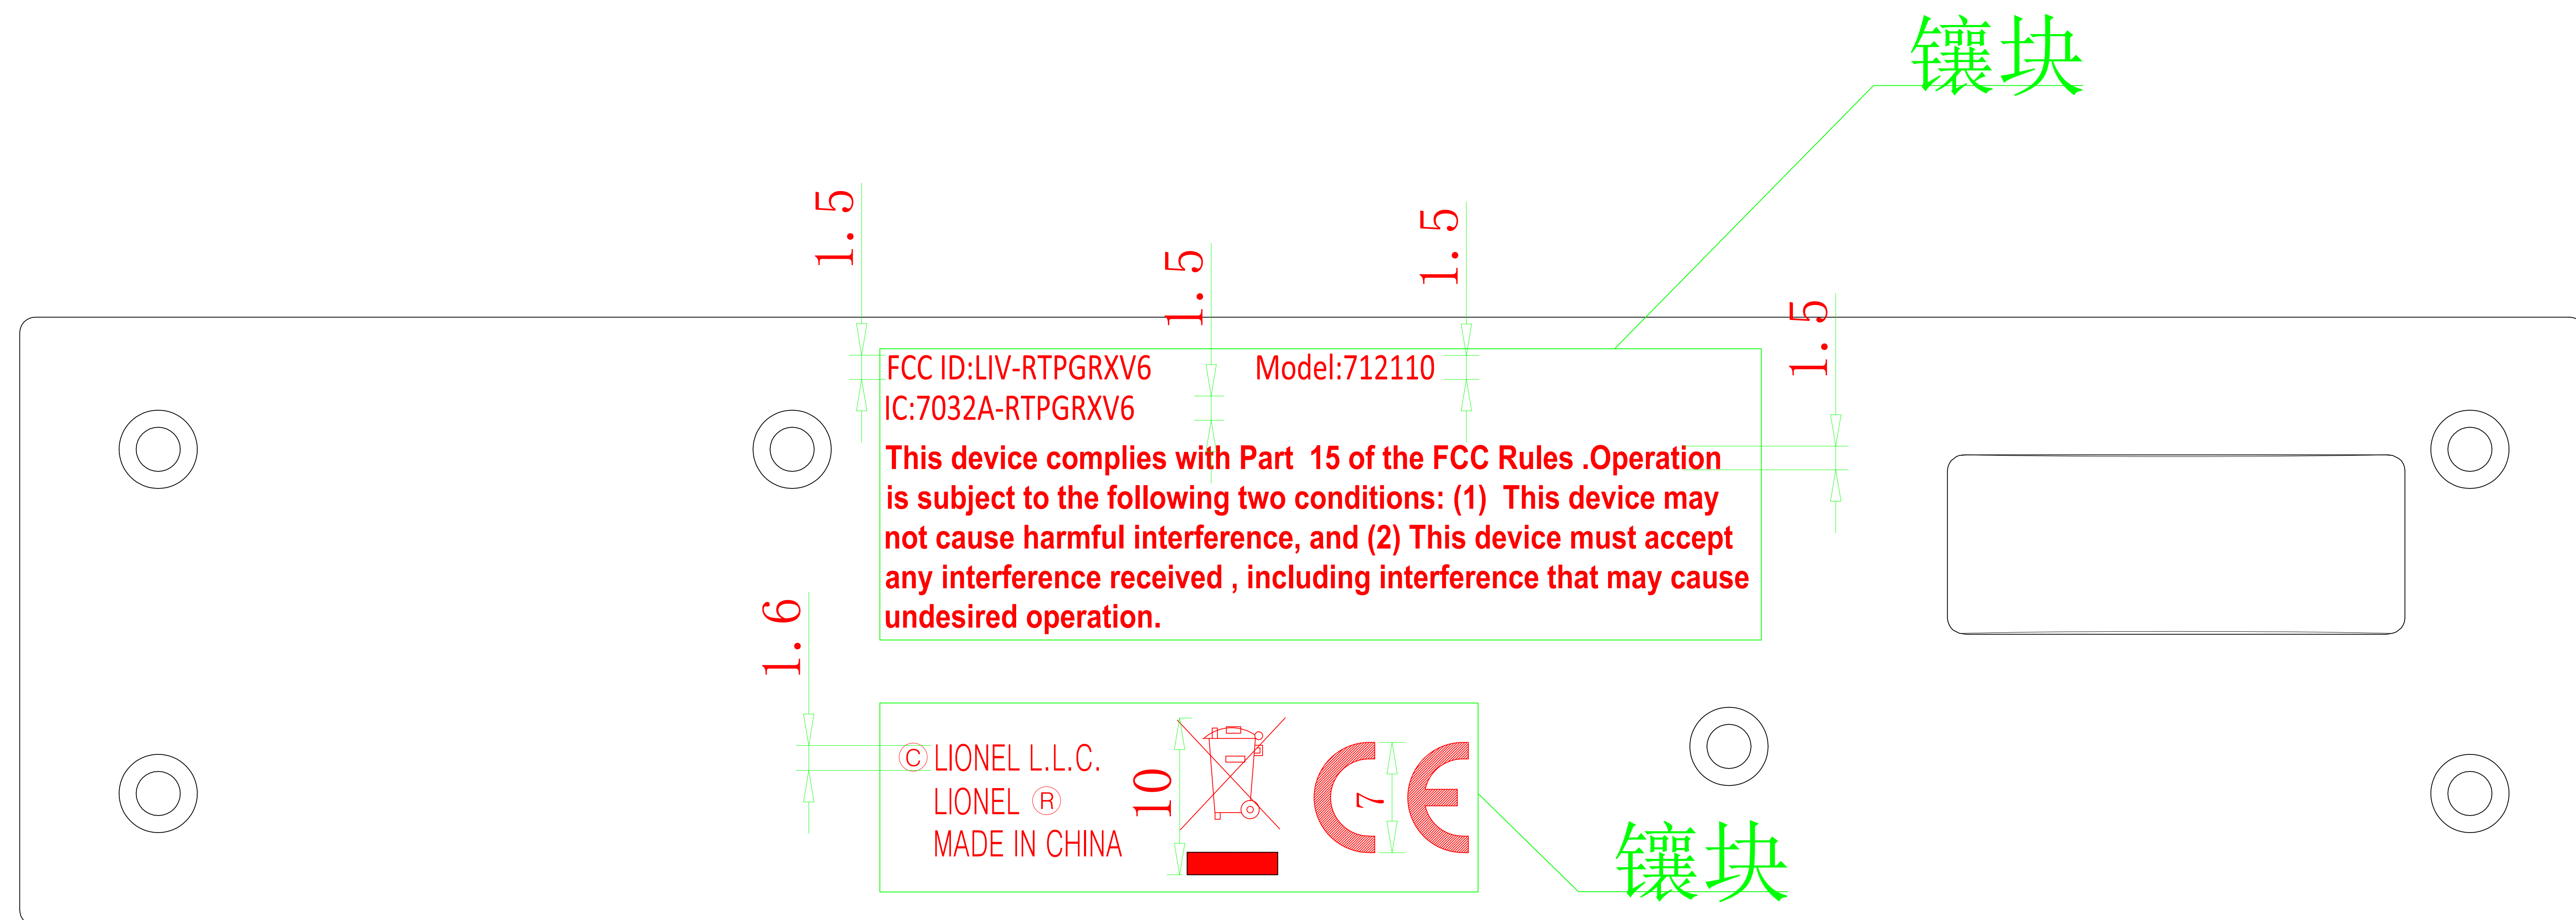 镶块
1.5
1.5
1.5
1.5
FCC ID:LIV-RTPGRXV6 Model:712110
IC:7032A-RTPGRXV6
This device complies with Part 15 of the FCC Rules .Operation
is subject to the following two conditions: (1) This device may
not cause harmful interference, and (2) This device must accept
any interference received , including interference that may cause
undesired operation.
1.6
© LIONEL L.L.C.
LIONEL ®
MADE IN CHINA
10
CE
7
镶块